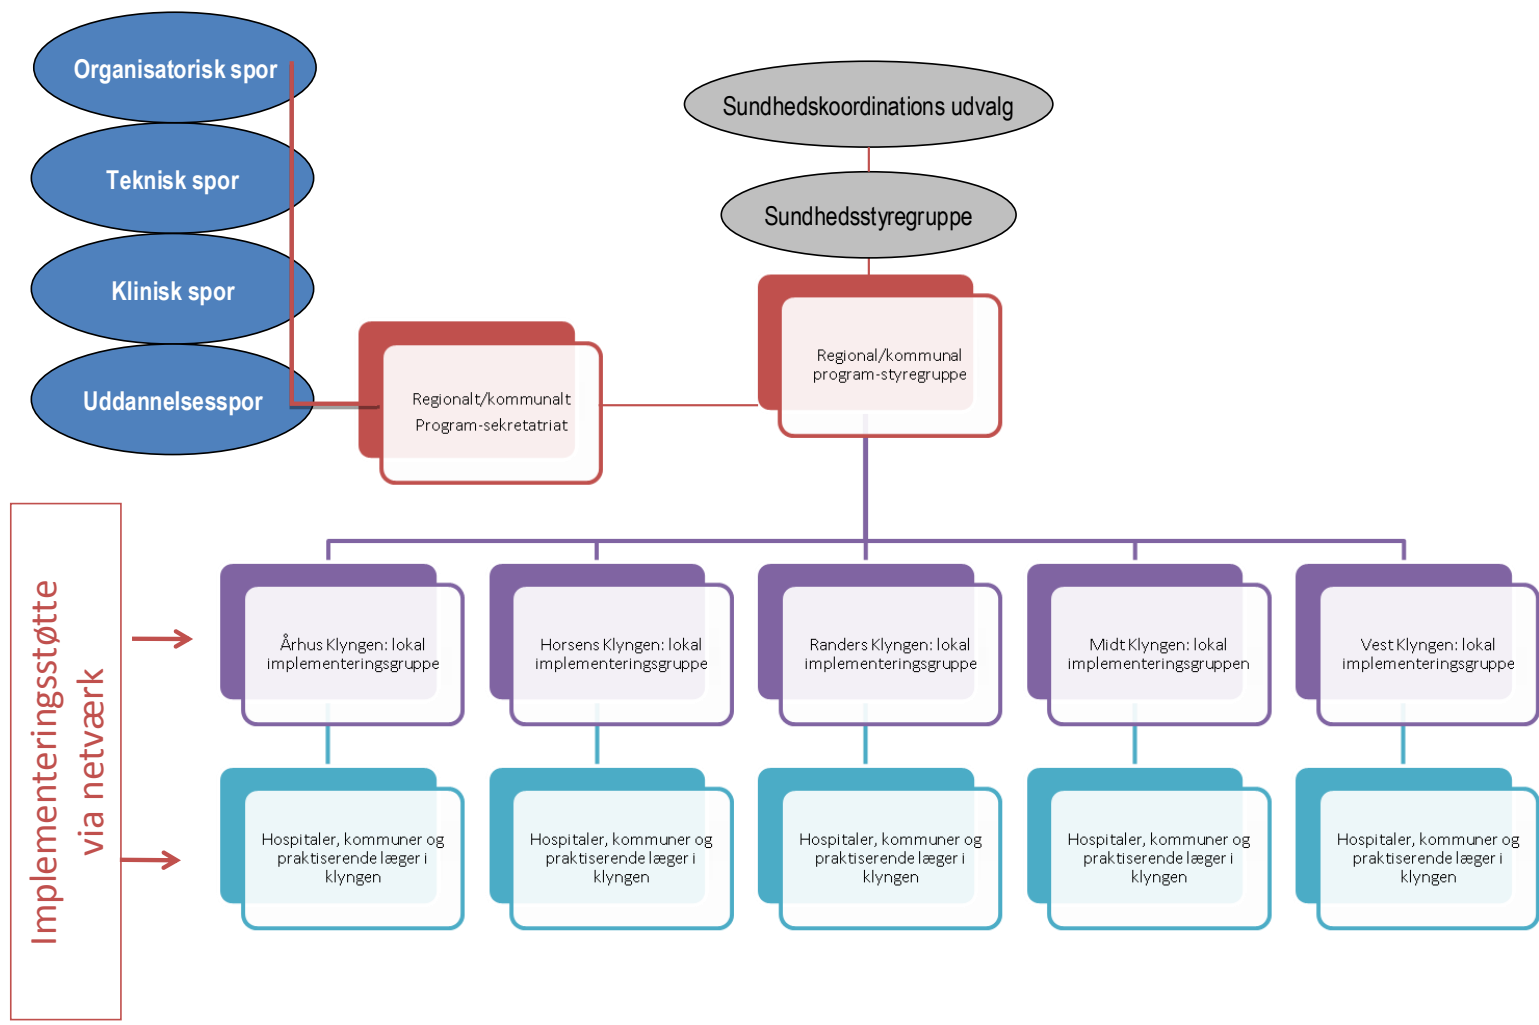 Organisatorisk spor
Teknisk spor
Klinisk spor
Uddannelsesspor
Sundhedskoordinations udvalg
Sundhedsstyregruppe
Regional/kommunal
program-styregruppe
Regionalt/kommunalt
Program-sekretatriat
Implementeringsstøtte
via netværk
Århus Klyngen: lokal
implementeringsgruppe
Horsens Klyngen: lokal
implementeringsgruppe
Randers Klyngen: lokal
implementeringsgruppe
Midt Klyngen: lokal
implementeringsgruppen
Vest Klyngen: lokal
implementeringsgruppe
Hospitaler, kommuner og
praktiserende læger i
klyngen
Hospitaler, kommuner og
praktiserende læger i
klyngen
Hospitaler, kommuner og
praktiserende læger i
klyngen
Hospitaler, kommuner og
praktiserende læger i
klyngen
Hospitaler, kommuner og
praktiserende læger i
klyngen